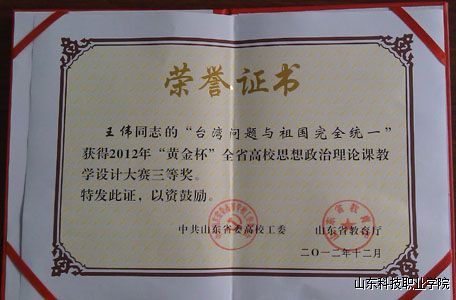 荣誉证书
王伟同志的“台湾问题与祖国完全统一”
获得2012年“黄金杯”全省高校思想政治理论课教
学设计大赛三等奖。
特发此证，以资鼓励。
中共山东省委高校工委 山东省教育厅
二〇一二年十二月
山东科技职业学院